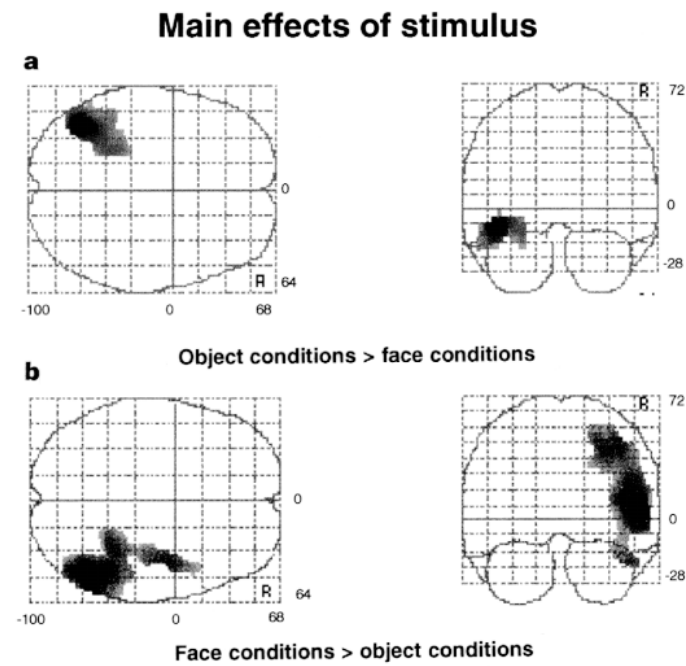 Main effects of stimulus
a
R 72
0
0
-28
R 64
-100 0 68
Object conditions > face conditions
b
R 72
0
0
-28
R 64
-100 0 68
Face conditions > object conditions